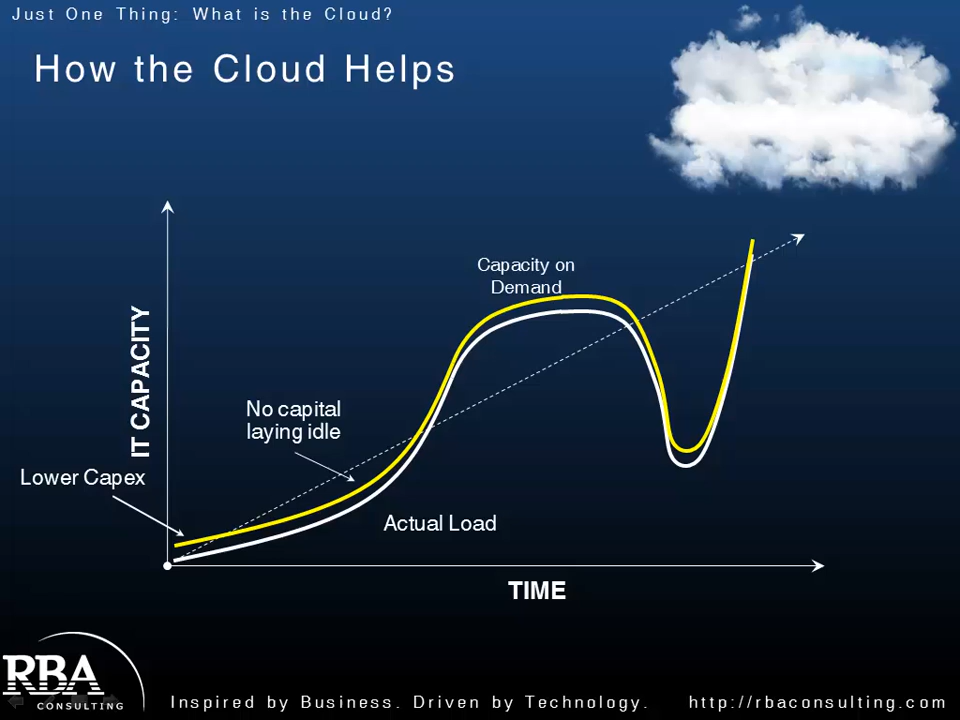 Just One Thing: What is the Cloud?
How the Cloud Helps
Capacity on
Demand
IT CAPACITY
No capital
laying idle
Lower Capex
Actual Load
TIME
RBA
CONSULTING
Inspired by Business. Driven by Technology.
http://rbaconsulting.com